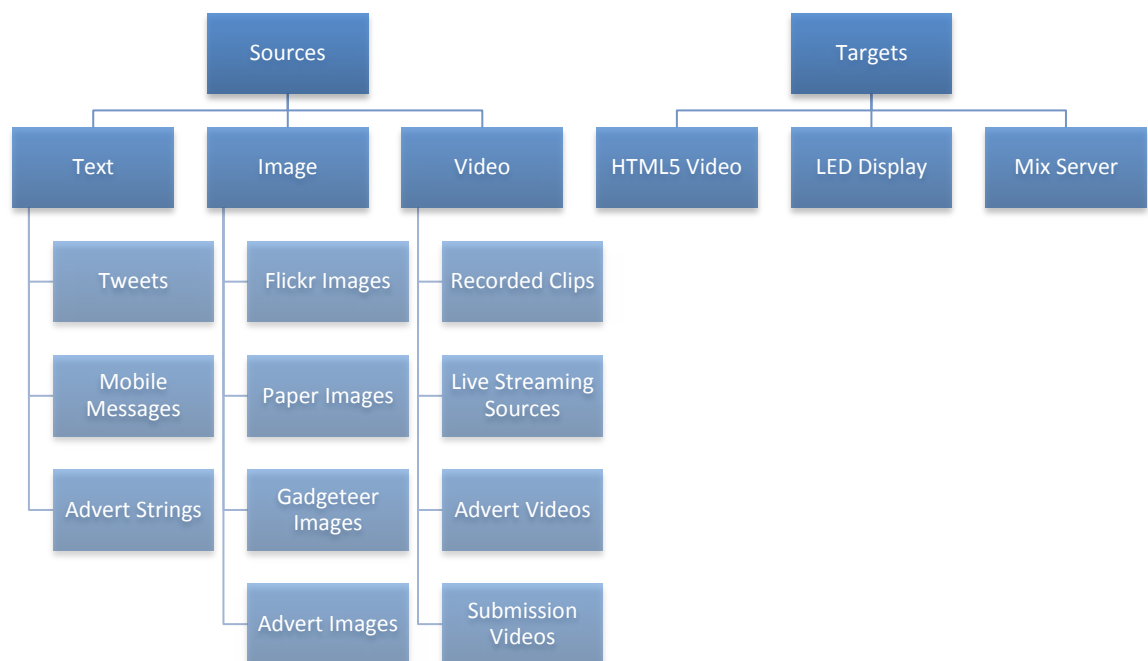 Sources
Targets
Text
Image
Video
HTML5 Video
LED Display
Mix Server
Tweets
Flickr Images
Recorded Clips
Mobile
Messages
Paper Images
Live Streaming
Sources
Advert Strings
Gadgeteer
Images
Advert Videos
Advert Images
Submission
Videos